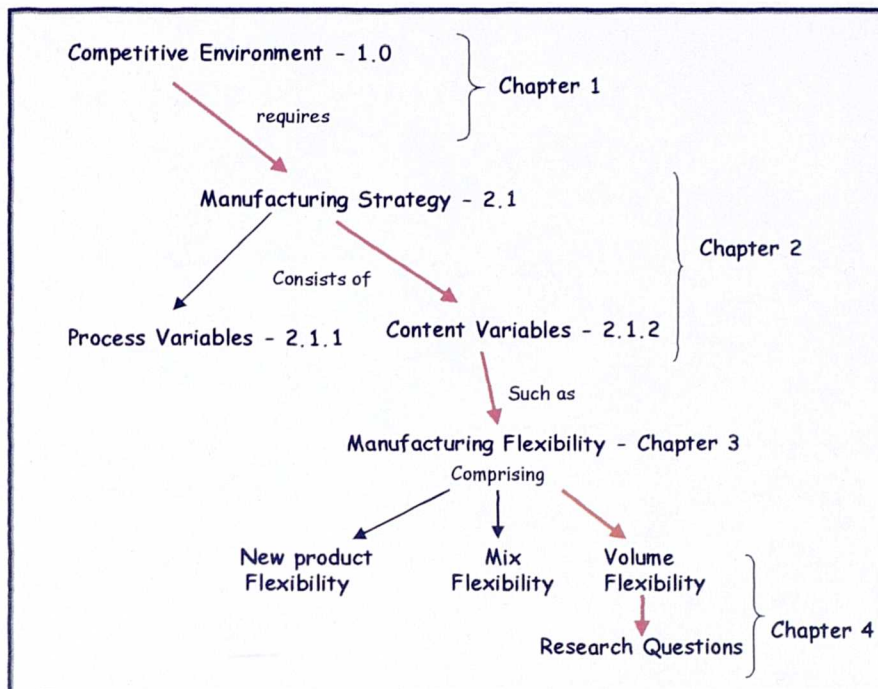 Competitive Environment - 1.0
Chapter 1
requires
Manufacturing Strategy - 2.1
Chapter 2
Consists of
Process Variables - 2.1.1
Content Variables - 2.1.2
Such as
Manufacturing Flexibility - Chapter 3
Comprising
New product
Flexibility
Mix
Flexibility
Volume
Flexibility
Chapter 4
Research Questions